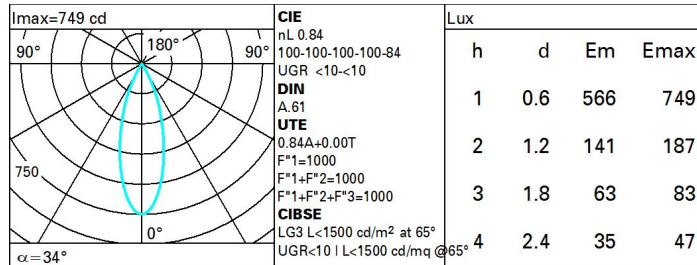 Imax=749 cd
90°
180°
90°
750
0°
α=34°
CIE
nL 0.84
100-100-100-100-84
UGR <10-<10
DIN
A.61
UTE
0.84A+0.00T
F"1=1000
F"1+F"2=1000
F"1+F"2+F"3=1000
CIBSE
LG3 L<1500 cd/m² at 65°
UGR<10 | L<1500 cd/mq @65°
Lux
h d Em Emax
1 0.6 566 749
2 1.2 141 187
3 1.8 63 83
4 2.4 35 47